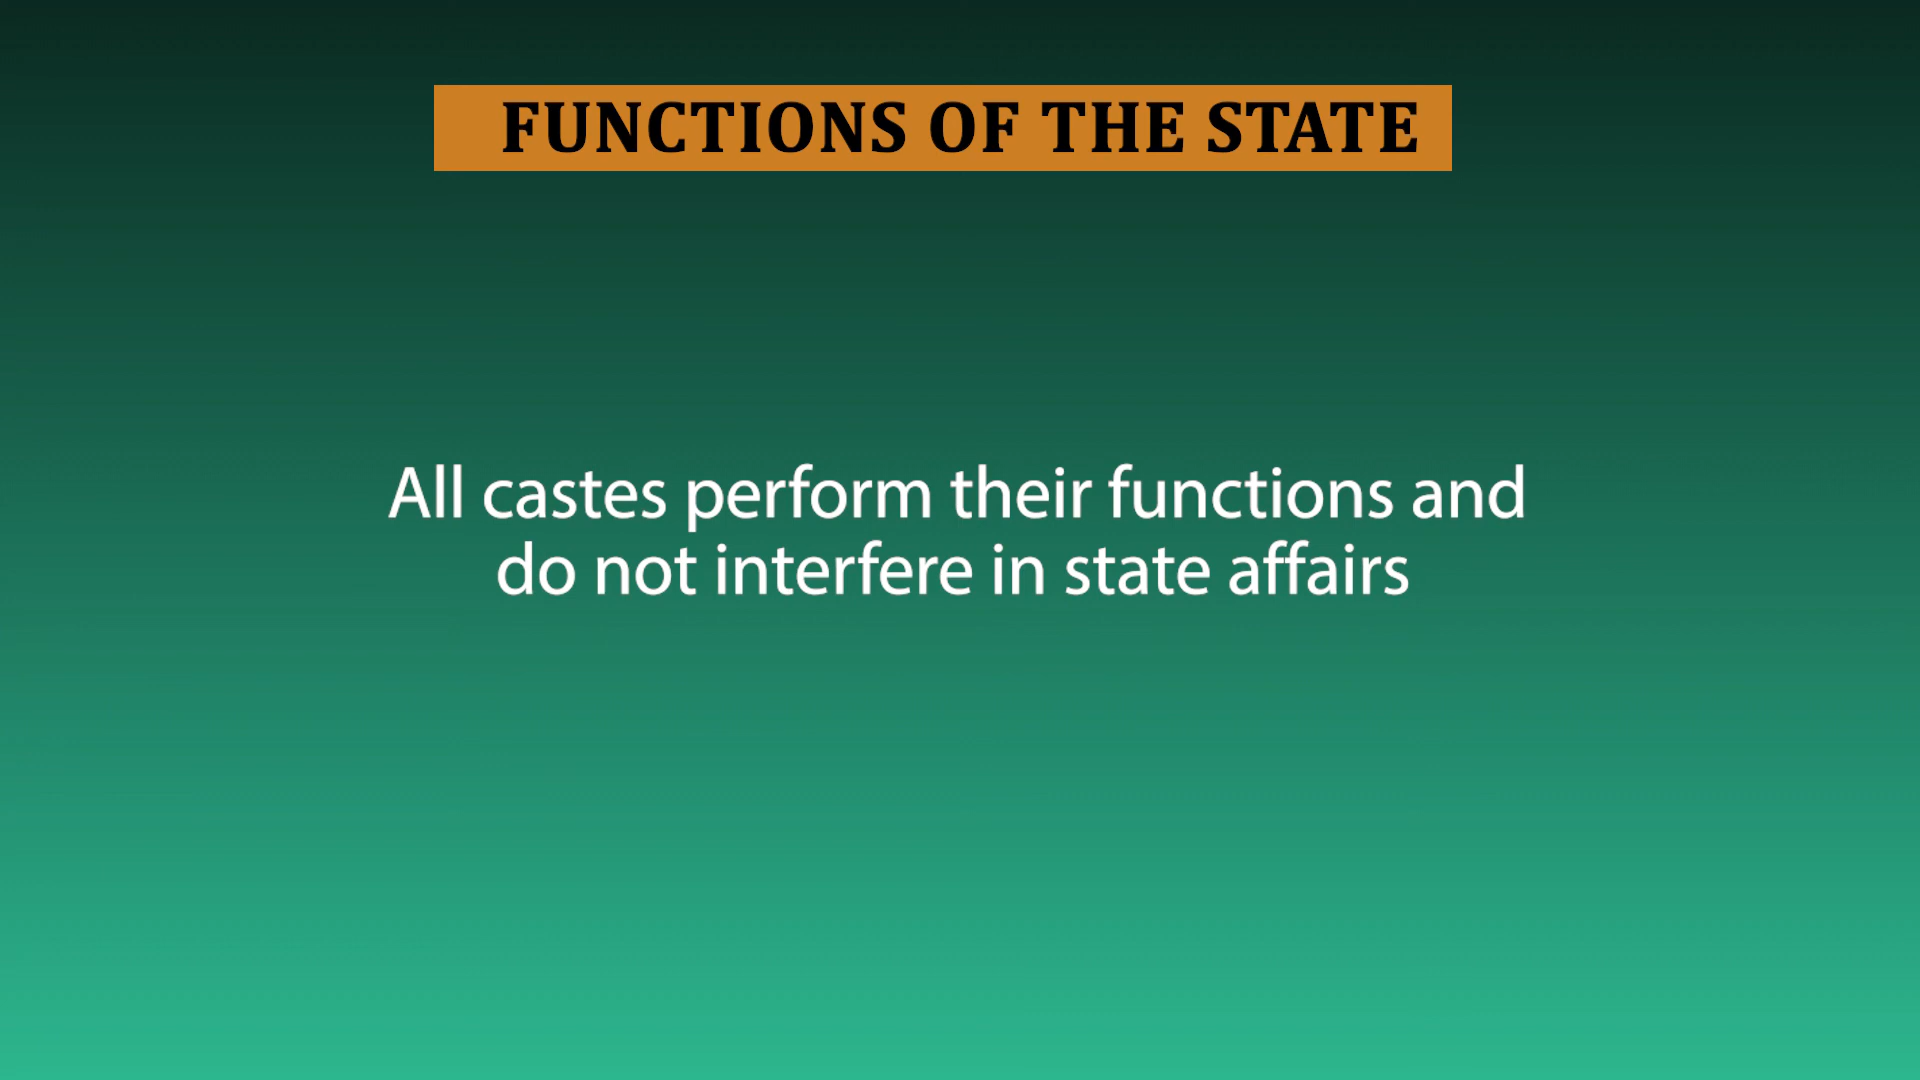 FUNCTIONS OF THE STATE
All castes perform their functions and
do not interfere in state affairs